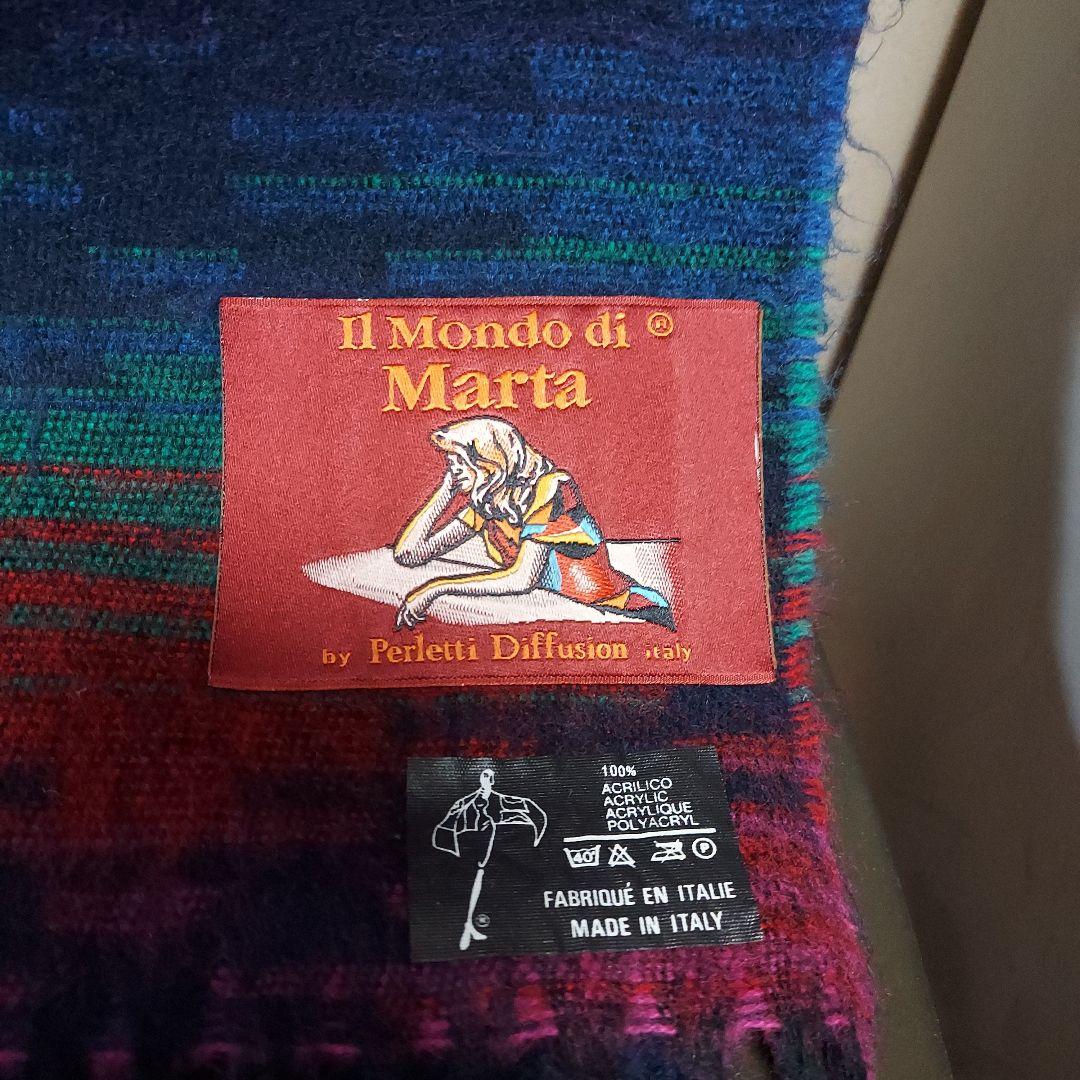 Il Mondo di ®
Marta
by Perletti Diffusion italy
100%
ACRILICO
ACRYLIC
ACRYLIQUE
POLYACRYL
40°
P
FABRIQUÉ EN ITALIE
MADE IN ITALY
®